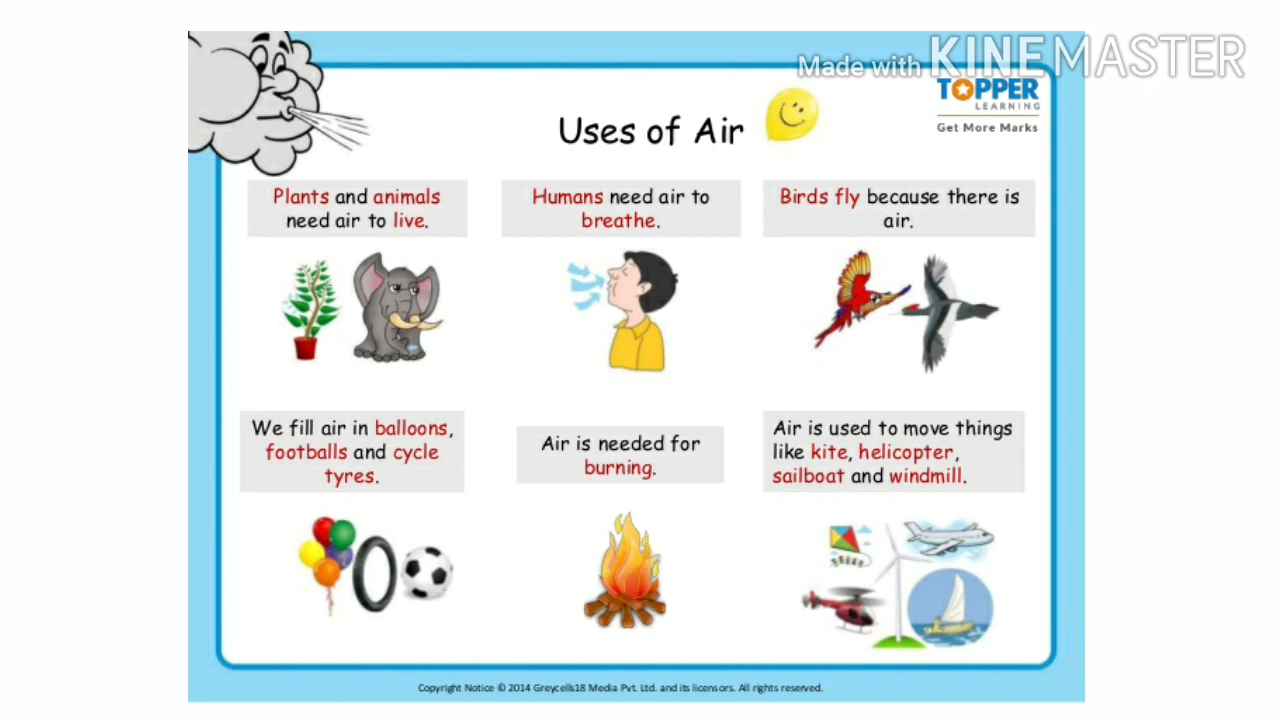 Made with KINEMASTER
TOPPER
LEARNING
Get More Marks
Uses of Air
Plants and animals
need air to live.
Humans need air to
breathe.
Birds fly because there is
air.
We fill air in balloons,
footballs and cycle
tyres.
Air is needed for
burning.
Air is used to move things
like kite, helicopter,
sailboat and windmill.
Copyright Notice © 2014 Greycells18 Media Pvt. Ltd. and its licensors. All rights reserved.